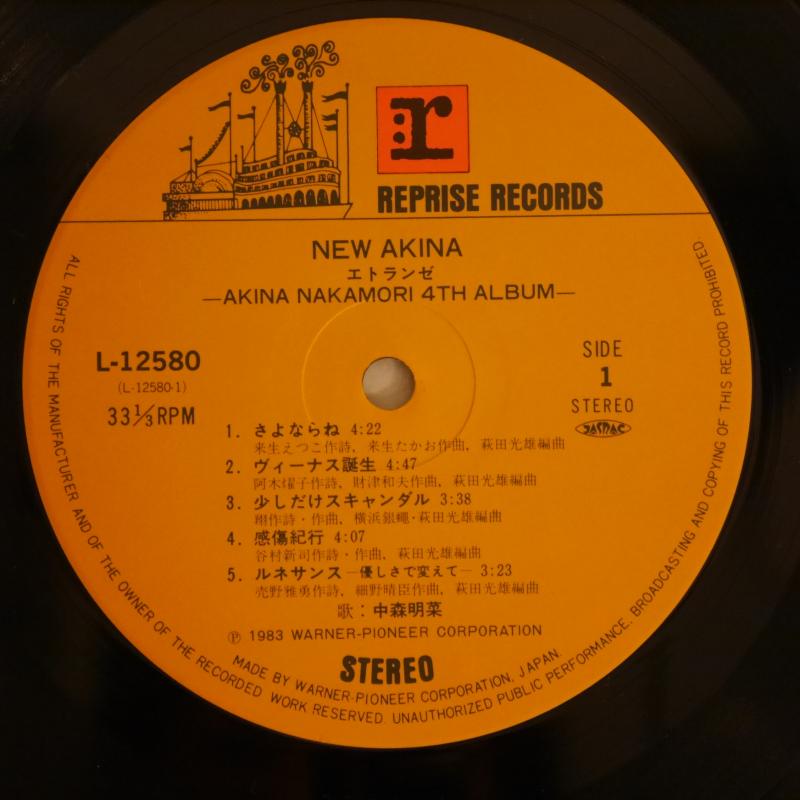 r
REPRISE RECORDS
NEW AKINA
エトランゼ
—AKINA NAKAMORI 4TH ALBUM—
L-12580
(L-12580-1)
33 1/3 RPM
SIDE
1
STEREO
JASRAC
1. さよならね 4:22
来生えつこ作詩, 来生たかお作曲, 萩田光雄編曲
2. ヴィーナス誕生 4:47
阿木燿子作詩, 財津和夫作曲, 萩田光雄編曲
3. 少しだけスキャンダル 3:38
翔作詩・作曲, 横浜銀蠅・萩田光雄編曲
4. 感傷紀行 4:07
谷村新司作詩・作曲, 萩田光雄編曲
5. ルネサンス—優しさで変えて— 3:23
売野雅勇作詩, 細野晴臣作曲, 萩田光雄編曲
歌:中森明菜
℗ 1983 WARNER-PIONEER CORPORATION
STEREO
MADE BY WARNER-PIONEER CORPORATION, JAPAN.
ALL RIGHTS OF THE MANUFACTURER AND OF THE OWNER OF THE RECORDED WORK RESERVED. UNAUTHORIZED PUBLIC PERFORMANCE, BROADCASTING AND COPYING OF THIS RECORD PROHIBITED.